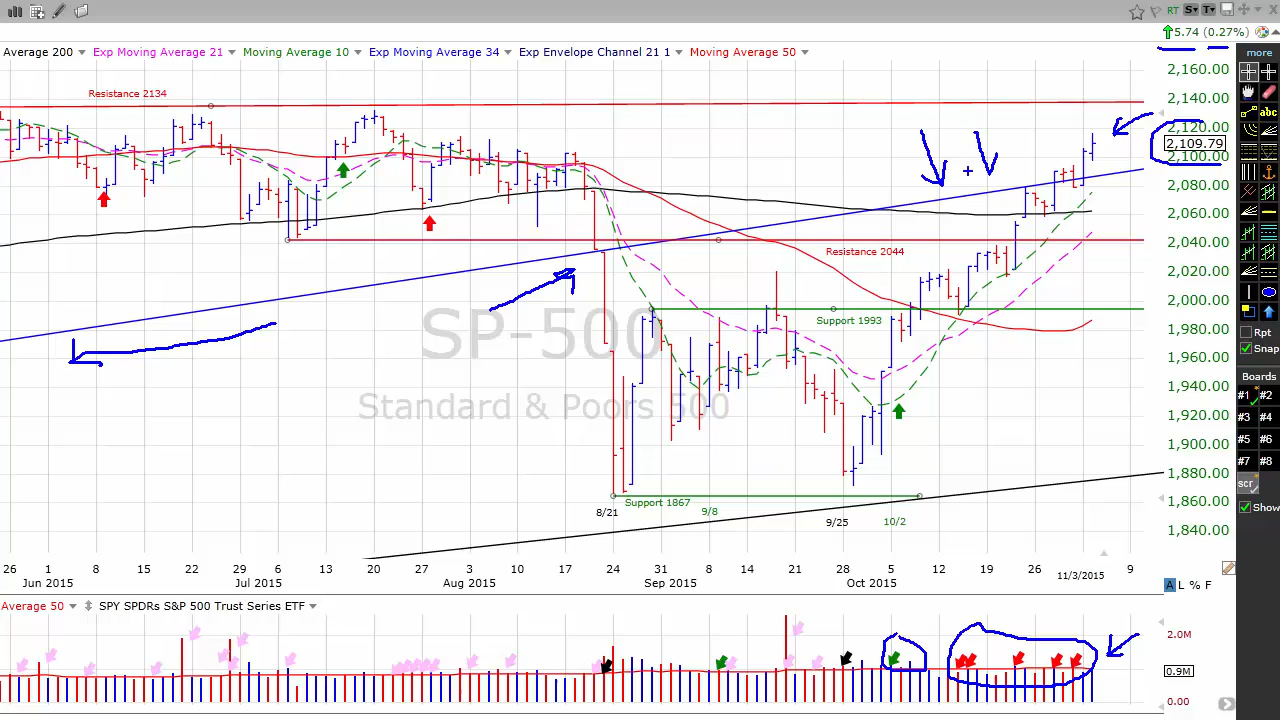 RT S▾ T▾
5.74 (0.27%)
Average 200 Exp Moving Average 21 Moving Average 10 Exp Moving Average 34 Exp Envelope Channel 21 1 Moving Average 50
more
2,160.00
Resistance 2134
2,140.00
abc
2,120.00
2,109.79
2,100.00
2,080.00
2,060.00
2,040.00
Resistance 2044
2,020.00
2,000.00
Support 1993
SP-500
1,980.00
Rpt
Snap
1,960.00
Boards
1,940.00
#1 #2
Standard & Poors 500
1,920.00
#3 #4
#5 #6
1,900.00
#7 #8
1,880.00
scr
Support 1867
1,860.00
Show
8/21 9/8 9/25 10/2
1,840.00
26 1 8 15 22 29 6 13 20 27 3 10 17 24 31 8 14 21 28 5 12 19 26 9
Jun 2015 Jul 2015 Aug 2015 Sep 2015 Oct 2015 11/3/2015
A L % F
Average 50 SPY SPDRs S&P 500 Trust Series ETF
2.0M
0.9M
0.00